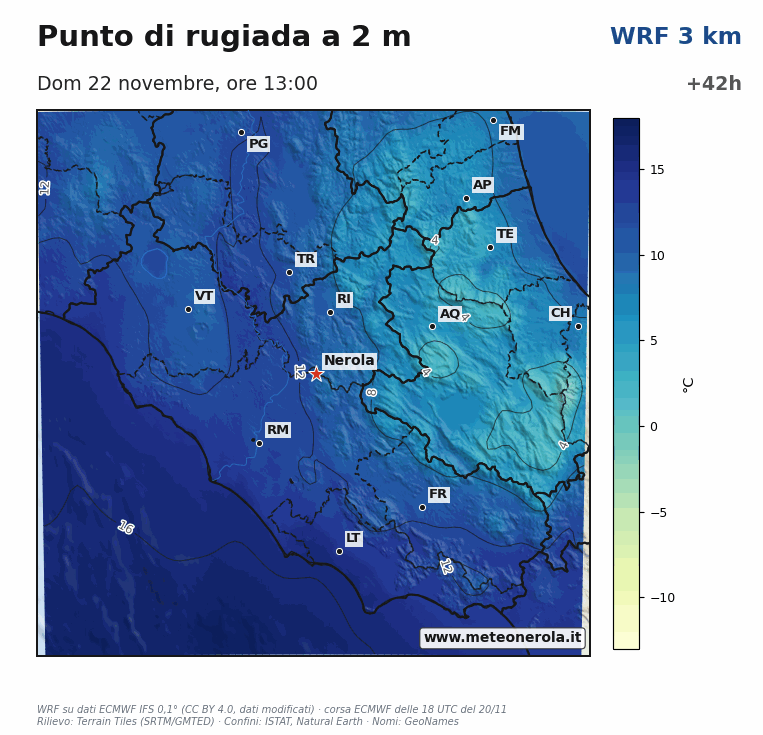 Punto di rugiada a 2 m
WRF 3 km
Dom 22 novembre, ore 13:00
+42h
FM
PG
AP
12
TE
4
TR
VT
RI
AQ
4
CH
15
10
5
0
−5
−10
°C
Nerola
12
4
8
RM
4
FR
16
LT
12
www.meteonerola.it
WRF su dati ECMWF IFS 0,1° (CC BY 4.0, dati modificati) · corsa ECMWF delle 18 UTC del 20/11
Rilievo: Terrain Tiles (SRTM/GMTED) · Confini: ISTAT, Natural Earth · Nomi: GeoNames